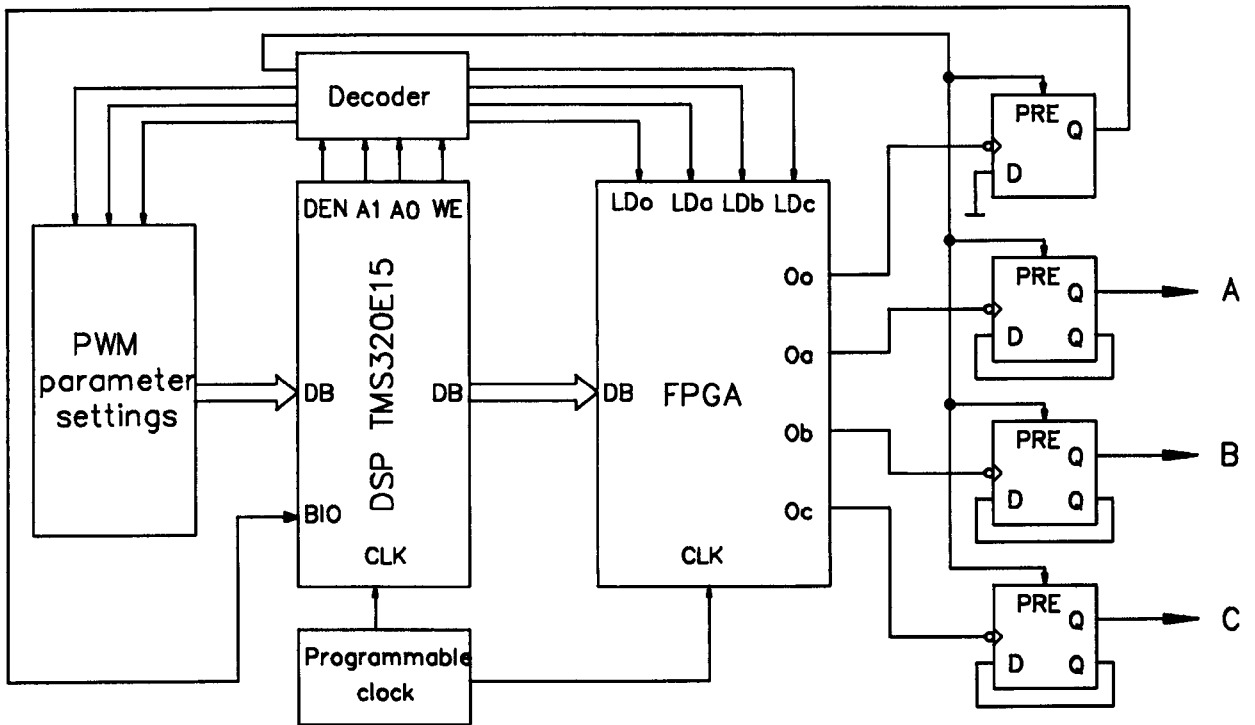 Decoder
PRE
Q
D
DEN A1 A0 WE
LDo LDa LDb LDc
PWM
parameter
settings
DB
DSP TMS320E15
DB
BIO
CLK
DB
FPGA
Oo
Oa
Ob
Oc
CLK
PRE
Q
D
Q
A
PRE
Q
D
Q
B
PRE
Q
D
Q
C
Programmable
clock